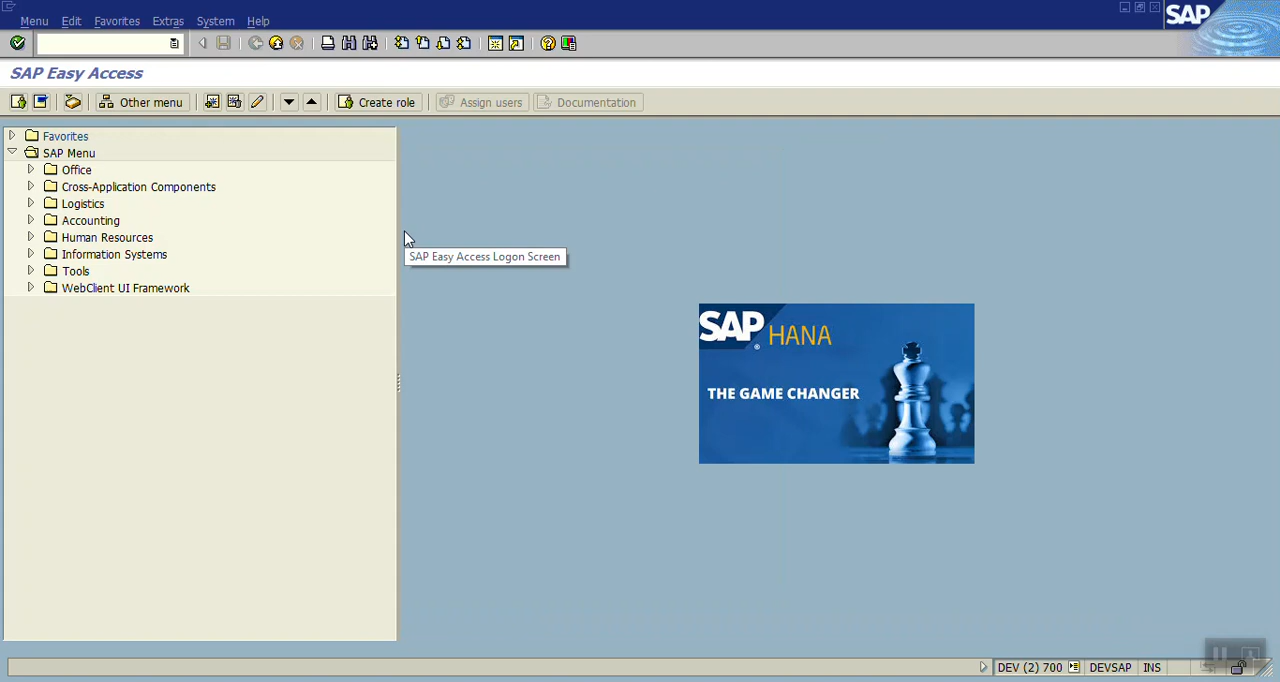 Menu Edit Favorites Extras System Help
SAP
SAP Easy Access
Other menu Create role Assign users Documentation
Favorites
SAP Menu
Office
Cross-Application Components
Logistics
Accounting
Human Resources
Information Systems
Tools
WebClient UI Framework
SAP Easy Access Logon Screen
SAP® HANA
THE GAME CHANGER
DEV (2) 700 DEVSAP INS